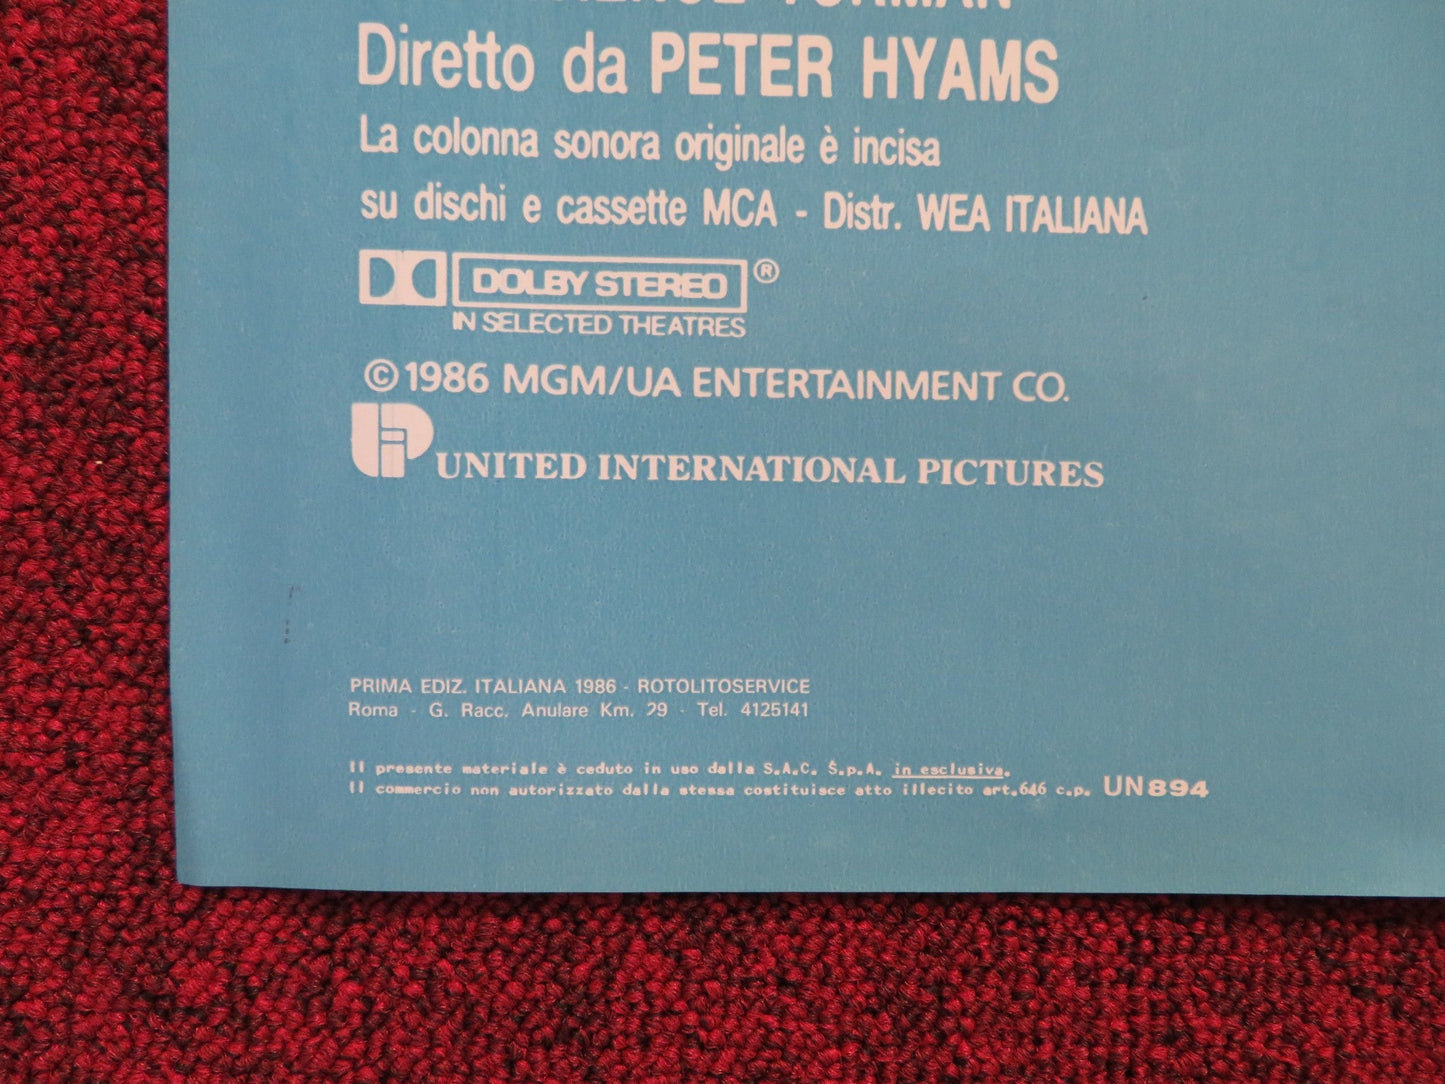 Diretto da PETER HYAMS
La colonna sonora originale è incisa
su dischi e cassette MCA - Distr. WEA ITALIANA
DOLBY STEREO ®
IN SELECTED THEATRES
© 1986 MGM/UA ENTERTAINMENT CO.
UNITED INTERNATIONAL PICTURES
PRIMA EDIZ. ITALIANA 1986 - ROTOLITOSERVICE
Roma - G. Racc. Anulare Km. 29 - Tel. 4125141
Il presente materiale è ceduto in uso dalla S.A.C. S.p.A. in esclusiva.
Il commercio non autorizzato dalla stessa costituisce atto illecito art.646 c.p. UN894